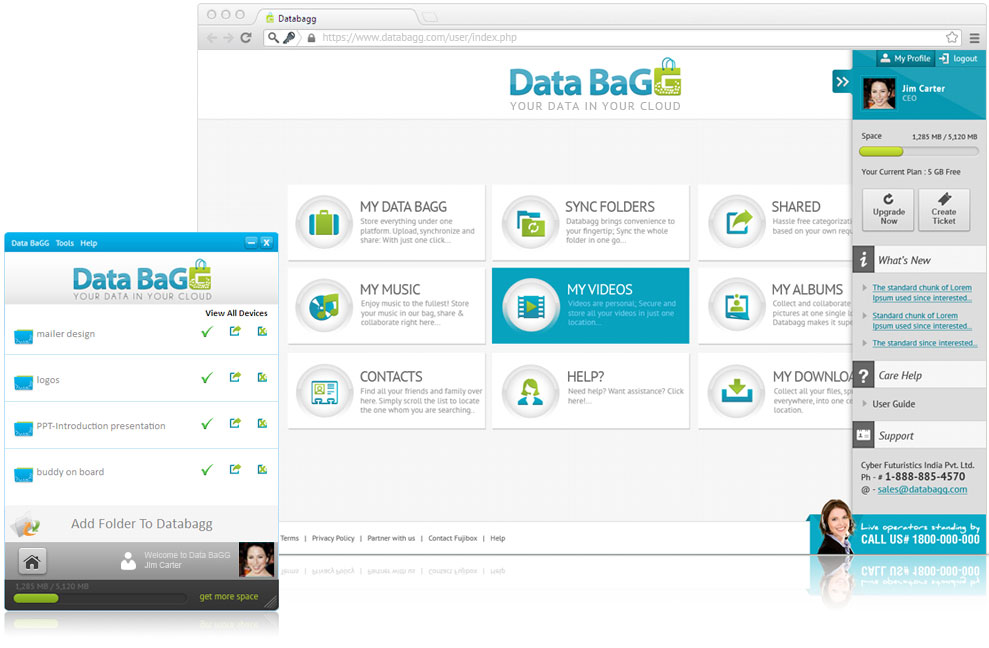 Databagg
https://www.databagg.com/user/index.php
Data BaGG
YOUR DATA IN YOUR CLOUD
My Profile
logout
Jim Carter
CEO
Space
1,285 MB / 5,120 MB
Your Current Plan : 5 GB Free
Upgrade
Now
Create
Ticket
What's New
The standard chunk of Lorem
Ipsum used since interested..
Standard chunk of Lorem
Ipsum used since interested..
The standard since interested..
Care Help
User Guide
Support
Cyber Futuristics India Pvt. Ltd.
Ph - # 1-888-885-4570
@ - sales@databagg.com
Live operators standing by
CALL US# 1800-000-000
MY DATA BAGG
Store everything under one
platform. Upload, synchronize and
share: With just one click...
SYNC FOLDERS
Databagg brings convenience to
your fingertip; Sync the whole
folder in one go...
SHARED
Hassle free categorizat
based on your own requ
MY MUSIC
Enjoy music to the fullest! Store
your music in our bag, share &
collaborate right here...
MY VIDEOS
Videos are personal; Secure and
store all your videos in just one
location...
MY ALBUMS
Collect and collaborate
pictures at one single l
Databagg makes it supe
CONTACTS
Find all your friends and family over
here. Simply scroll the list to locate
the one whom you are searching..
HELP?
Need help? Want assistance? Click
here!...
MY DOWNLOA
Collect all your files, sp
everywhere, into one c
location.
Terms | Privacy Policy | Partner with us | Contact Fujibox | Help
Data BaGG Tools Help
Data BaGG
YOUR DATA IN YOUR CLOUD
View All Devices
mailer design
logos
PPT-Introduction presentation
buddy on board
Add Folder To Databagg
Welcome to Data BaGG
Jim Carter
1,285 MB / 5,120 MB
get more space